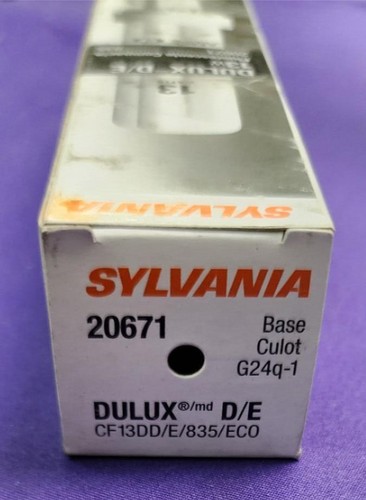 DULUX D/E
13
SYLVANIA
SYLVANIA
20671
Base
Culot
G24q-1
DULUX®/md D/E
CF13DD/E/835/ECO